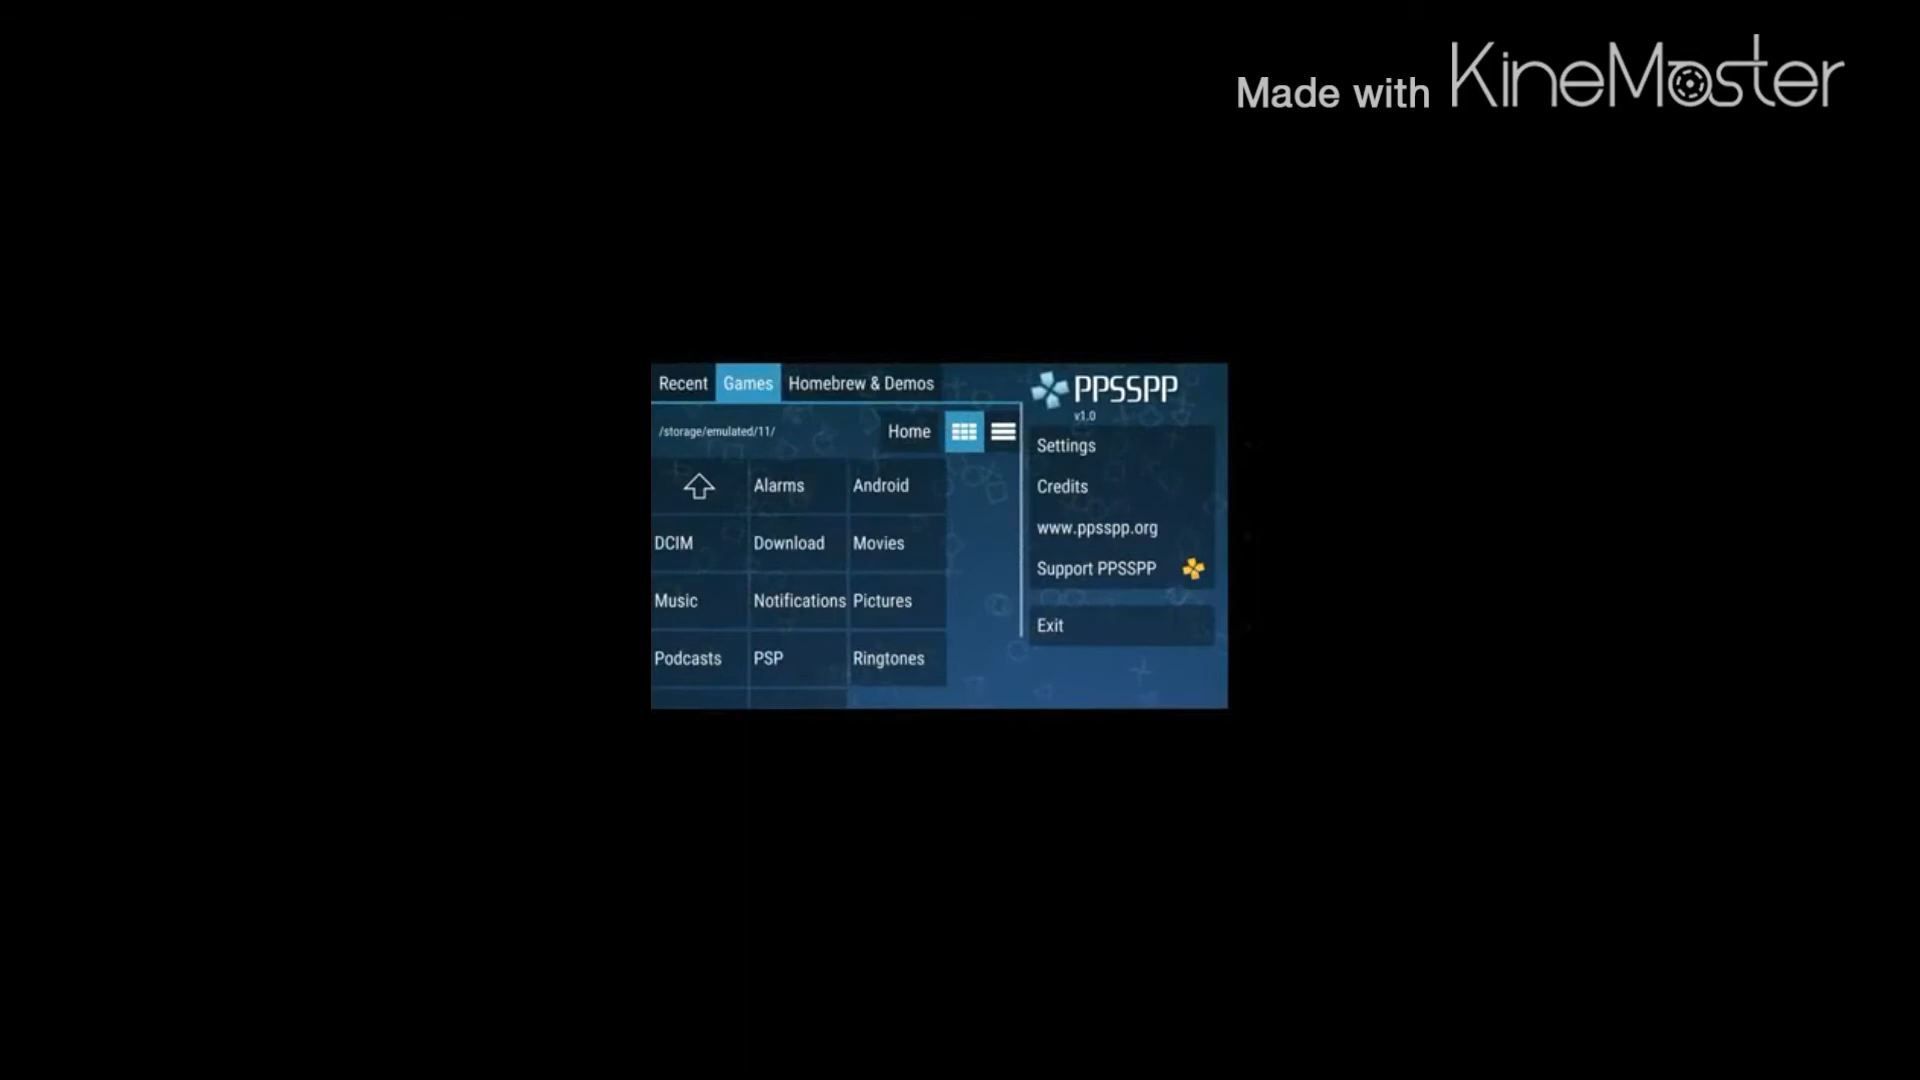 Made with KineMaster
Recent Games Homebrew & Demos
PPSSPP
v1.0
/storage/emulated/11/ Home
Settings
Alarms Android
Credits
DCIM Download Movies
www.ppsspp.org
Support PPSSPP
Music Notifications Pictures
Exit
Podcasts PSP Ringtones